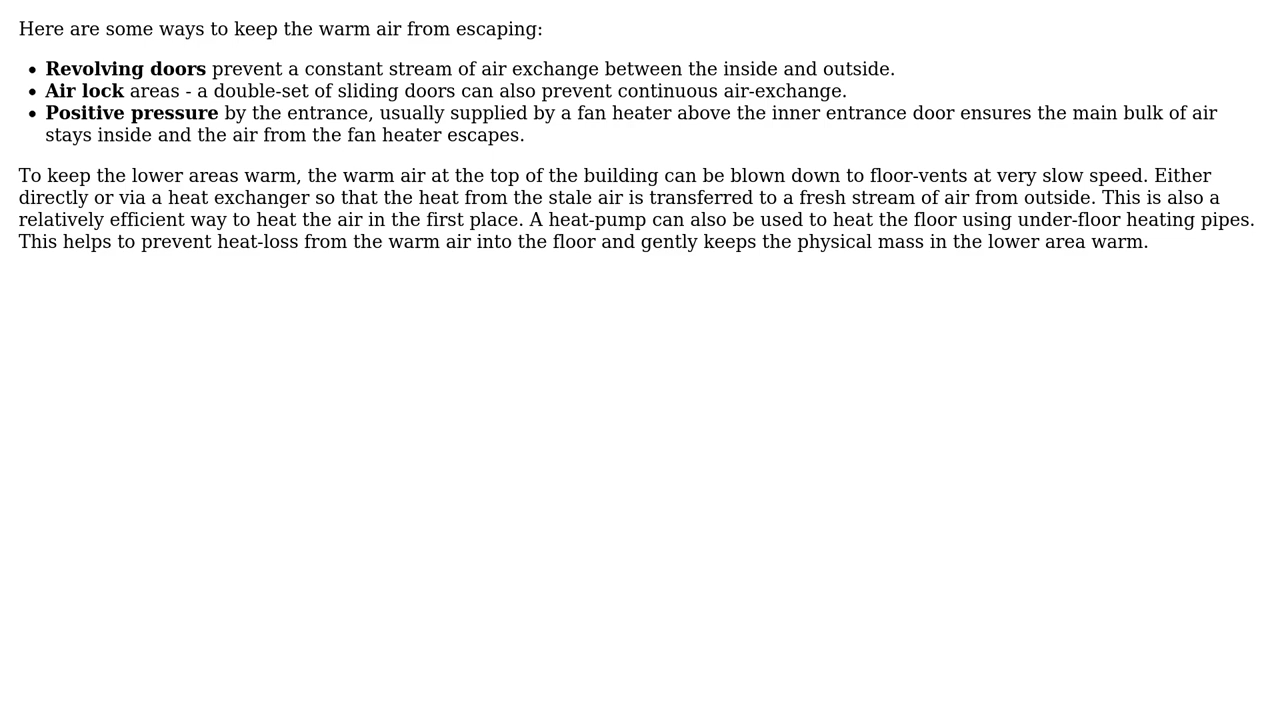 Here are some ways to keep the warm air from escaping:
• Revolving doors prevent a constant stream of air exchange between the inside and outside.
• Air lock areas - a double-set of sliding doors can also prevent continuous air-exchange.
• Positive pressure by the entrance, usually supplied by a fan heater above the inner entrance door ensures the main bulk of air
stays inside and the air from the fan heater escapes.
To keep the lower areas warm, the warm air at the top of the building can be blown down to floor-vents at very slow speed. Either
directly or via a heat exchanger so that the heat from the stale air is transferred to a fresh stream of air from outside. This is also a
relatively efficient way to heat the air in the first place. A heat-pump can also be used to heat the floor using under-floor heating pipes.
This helps to prevent heat-loss from the warm air into the floor and gently keeps the physical mass in the lower area warm.